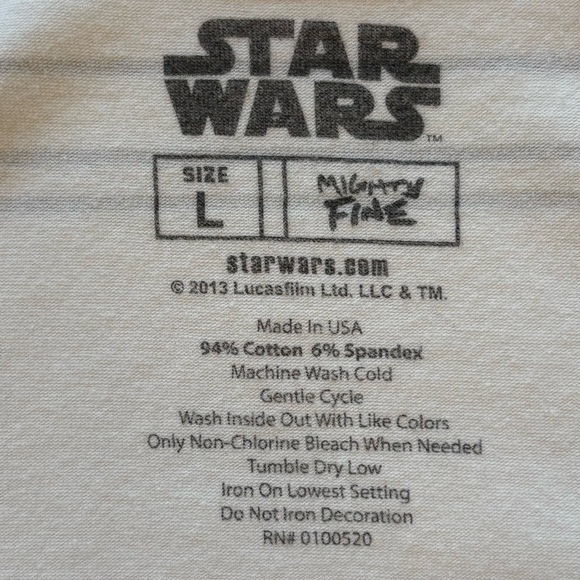 STAR
WARS™
SIZE
L
MIGHTY
FINE
starwars.com
© 2013 Lucasfilm Ltd. LLC & TM.
Made In USA
94% Cotton 6% Spandex
Machine Wash Cold
Gentle Cycle
Wash Inside Out With Like Colors
Only Non-Chlorine Bleach When Needed
Tumble Dry Low
Iron On Lowest Setting
Do Not Iron Decoration
RN# 0100520